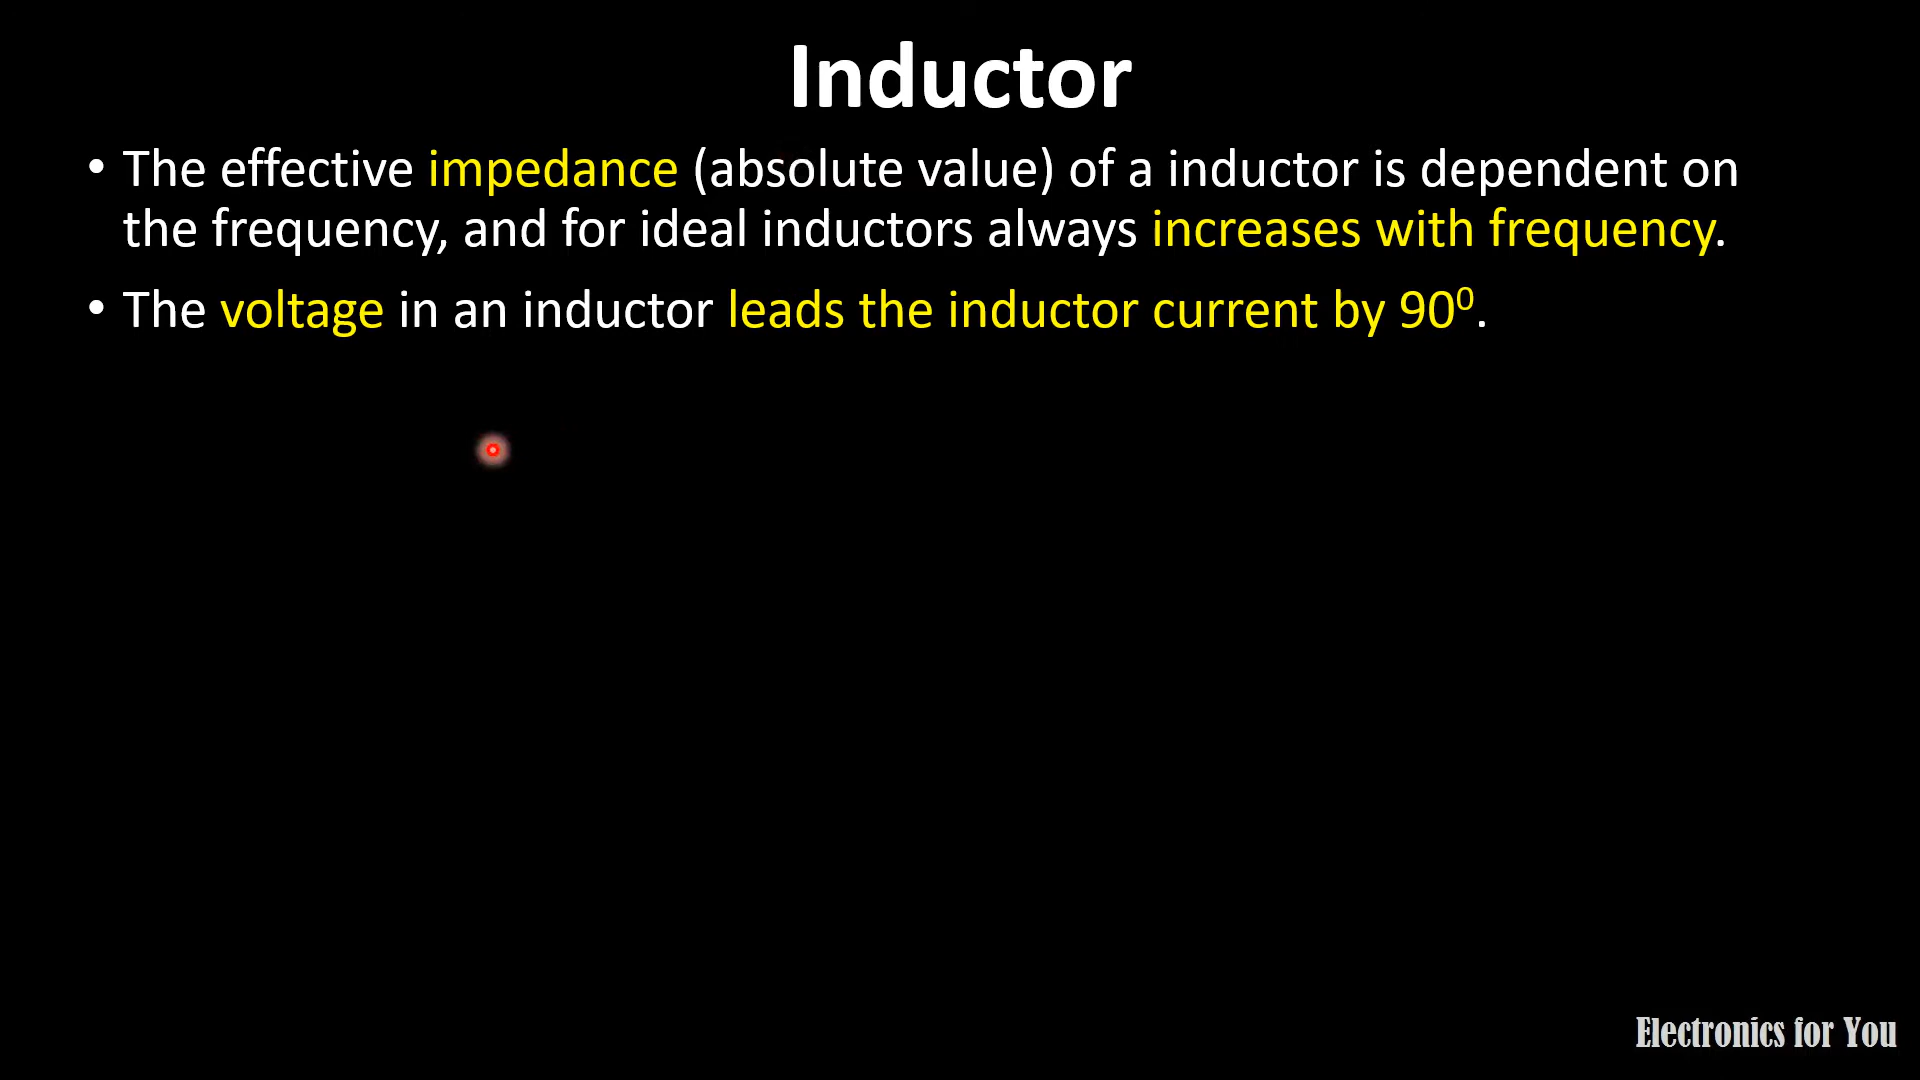 Inductor
• The effective impedance (absolute value) of a inductor is dependent on
the frequency, and for ideal inductors always increases with frequency.
• The voltage in an inductor leads the inductor current by 90⁰.
Electronics for You